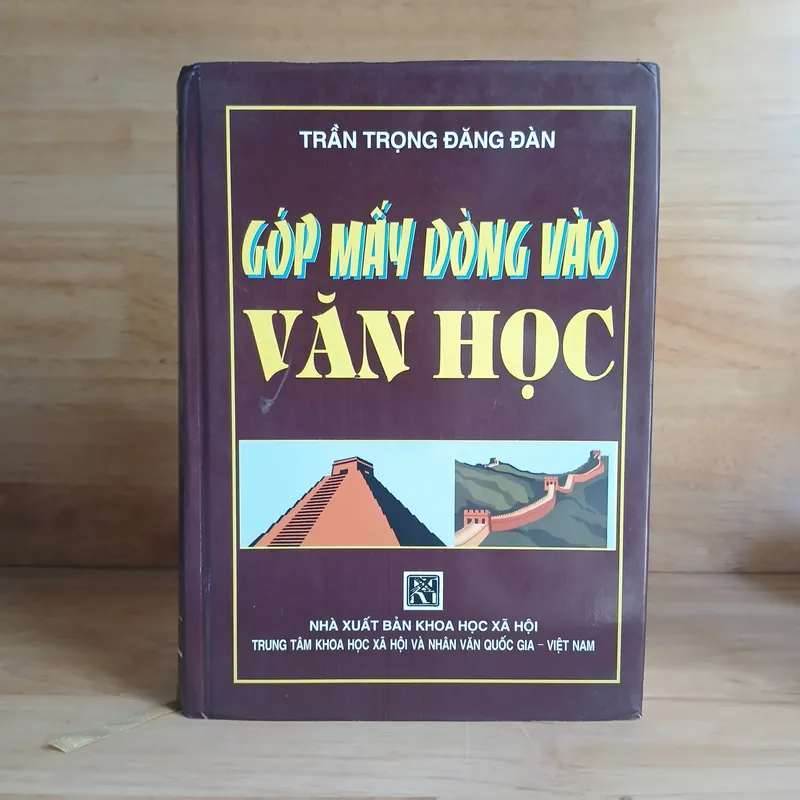 TRẦN TRỌNG ĐĂNG ĐÀN
GÓP MẤY DÒNG VÀO
VĂN HỌC
NHÀ XUẤT BẢN KHOA HỌC XÃ HỘI
TRUNG TÂM KHOA HỌC XÃ HỘI VÀ NHÂN VĂN QUỐC GIA – VIỆT NAM